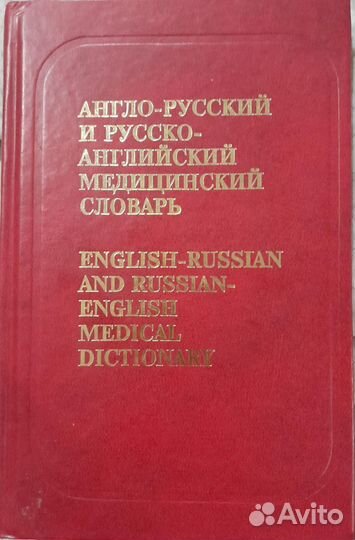 АНГЛО-РУССКИЙ
И РУССКО-
АНГЛИЙСКИЙ
МЕДИЦИНСКИЙ
СЛОВАРЬ
ENGLISH-RUSSIAN
AND RUSSIAN-
ENGLISH
MEDICAL
DICTIONARY
Avito